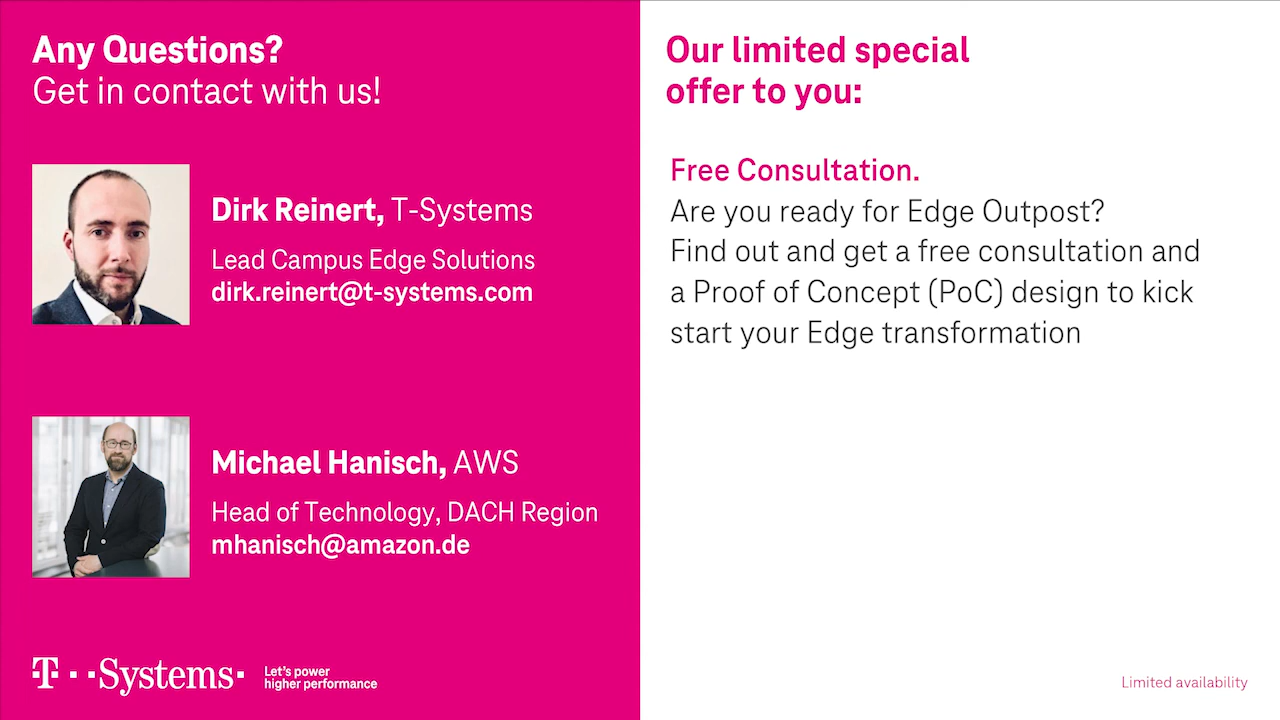 Any Questions?
Get in contact with us!
Dirk Reinert, T-Systems
Lead Campus Edge Solutions
dirk.reinert@t-systems.com
Michael Hanisch, AWS
Head of Technology, DACH Region
mhanisch@amazon.de
T··Systems·
Let's power
higher performance
Our limited special
offer to you:
Free Consultation.
Are you ready for Edge Outpost?
Find out and get a free consultation and
a Proof of Concept (PoC) design to kick
start your Edge transformation
Limited availability